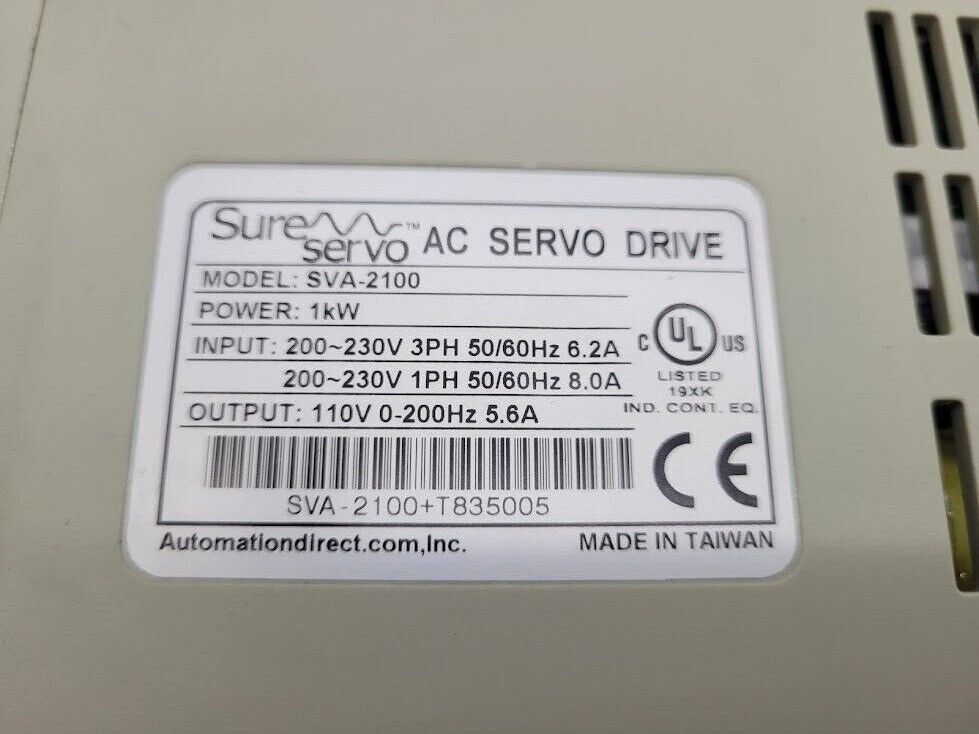 Sure servo™ AC SERVO DRIVE
MODEL: SVA-2100
POWER: 1kW
INPUT: 200~230V 3PH 50/60Hz 6.2A
200~230V 1PH 50/60Hz 8.0A
OUTPUT: 110V 0-200Hz 5.6A
C UL US
LISTED
19XK
IND. CONT. EQ.
CE
SVA-2100+T835005
Automationdirect.com,Inc. MADE IN TAIWAN